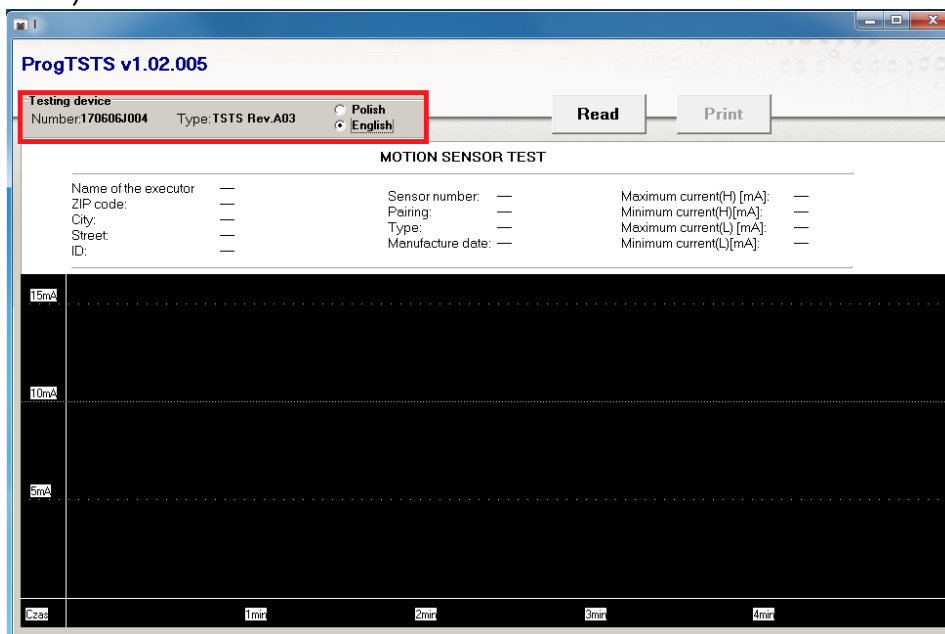 ProgTSTS v1.02.005
Testing device
Number:170606J004 Type:TSTS Rev.A03
Polish
English
Read
Print
MOTION SENSOR TEST
Name of the executor —
ZIP code: —
City: —
Street: —
ID: —
Sensor number: —
Pairing: —
Type: —
Manufacture date: —
Maximum current(H) [mA]: —
Minimum current(H)[mA]: —
Maximum current(L) [mA]: —
Minimum current(L)[mA]: —
15mA
10mA
5mA
Czas 1min 2min 3min 4min